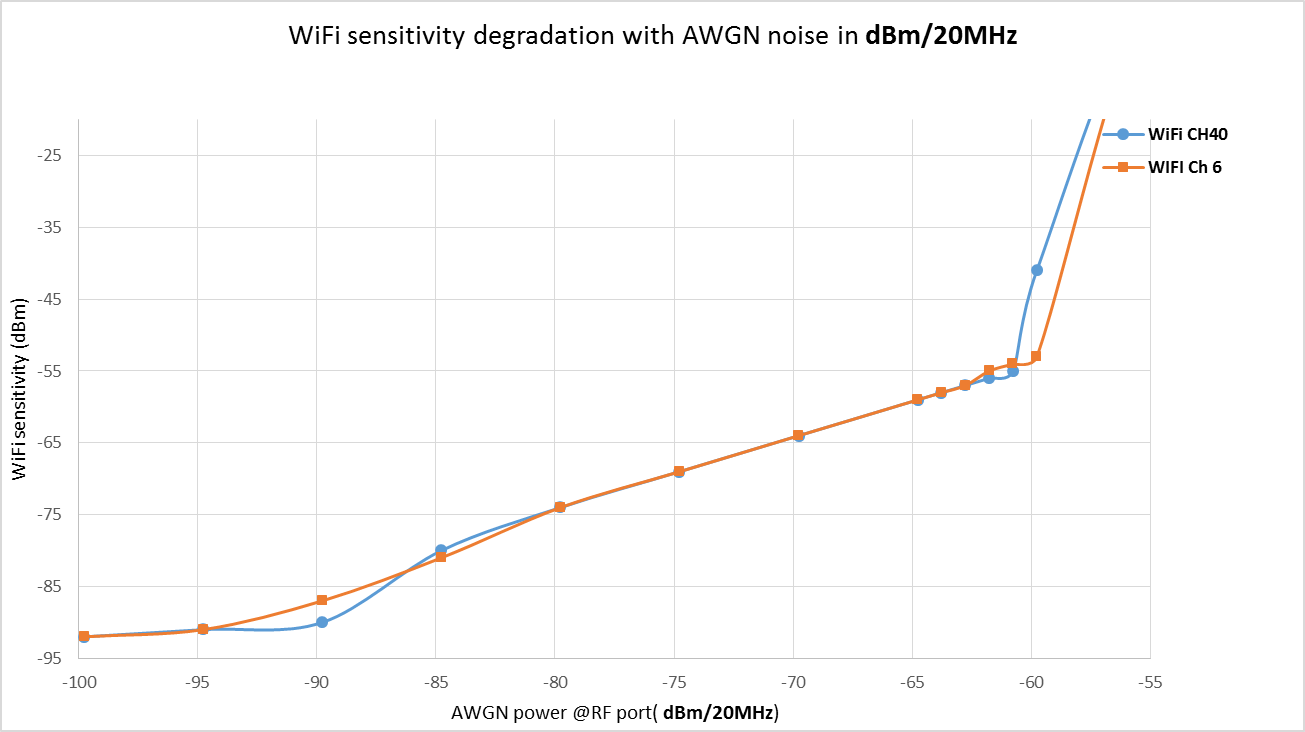 WiFi sensitivity degradation with AWGN noise in dBm/20MHz
WiFi CH40
WIFI Ch 6
-25
-35
-45
-55
-65
-75
-85
-95
WiFi sensitivity (dBm)
-100 -95 -90 -85 -80 -75 -70 -65 -60 -55
AWGN power @RF port( dBm/20MHz)